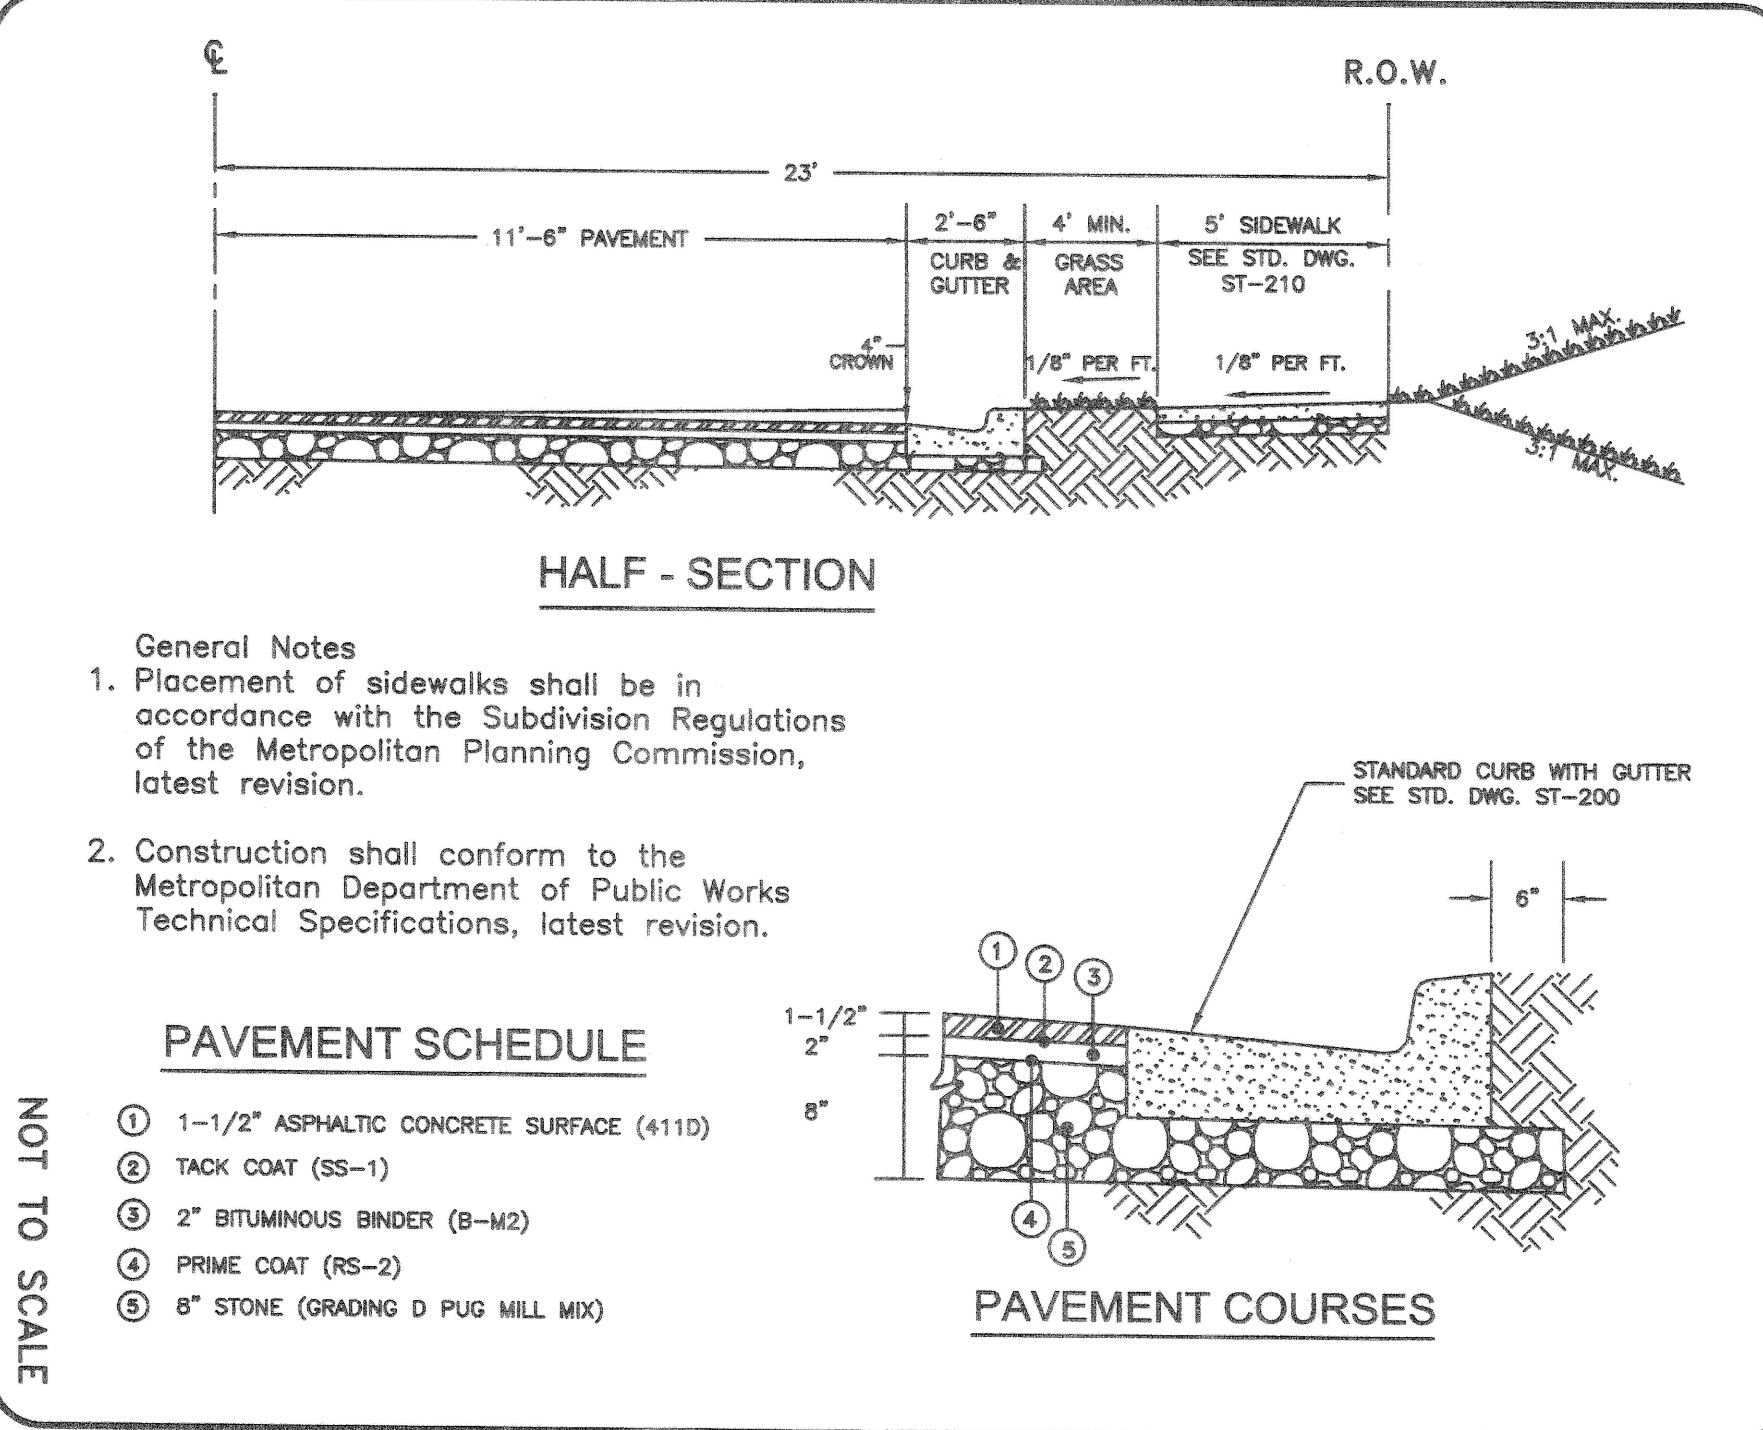 ℄
R.O.W.
23'
11'-6" PAVEMENT
2'-6"
CURB &
GUTTER
4' MIN.
GRASS
AREA
5' SIDEWALK
SEE STD. DWG.
ST-210
4"
CROWN
1/8" PER FT.
1/8" PER FT.
3:1 MAX.
3:1 MAX.
HALF - SECTION
General Notes
1. Placement of sidewalks shall be in
accordance with the Subdivision Regulations
of the Metropolitan Planning Commission,
latest revision.
2. Construction shall conform to the
Metropolitan Department of Public Works
Technical Specifications, latest revision.
PAVEMENT SCHEDULE
1 1-1/2" ASPHALTIC CONCRETE SURFACE (411D)
2 TACK COAT (SS-1)
3 2" BITUMINOUS BINDER (B-M2)
4 PRIME COAT (RS-2)
5 8" STONE (GRADING D PUG MILL MIX)
NOT TO SCALE
STANDARD CURB WITH GUTTER
SEE STD. DWG. ST-200
6"
1
2
3
1-1/2"
2"
8"
4
5
PAVEMENT COURSES